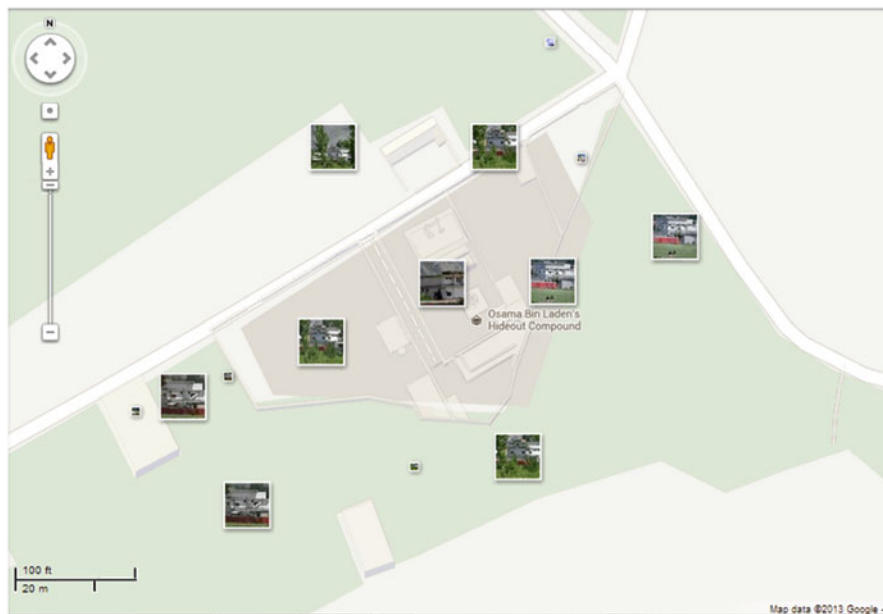 N
Osama Bin Laden's
Hideout Compound
100 ft
20 m
Map data ©2013 Google -